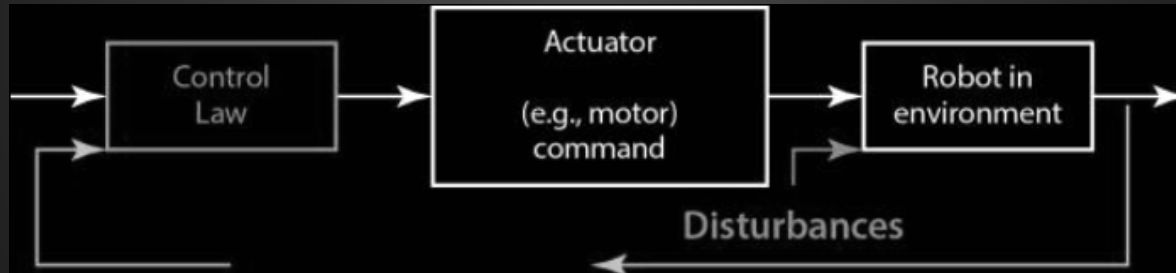 Control
Law
Actuator
(e.g., motor)
command
Robot in
environment
Disturbances